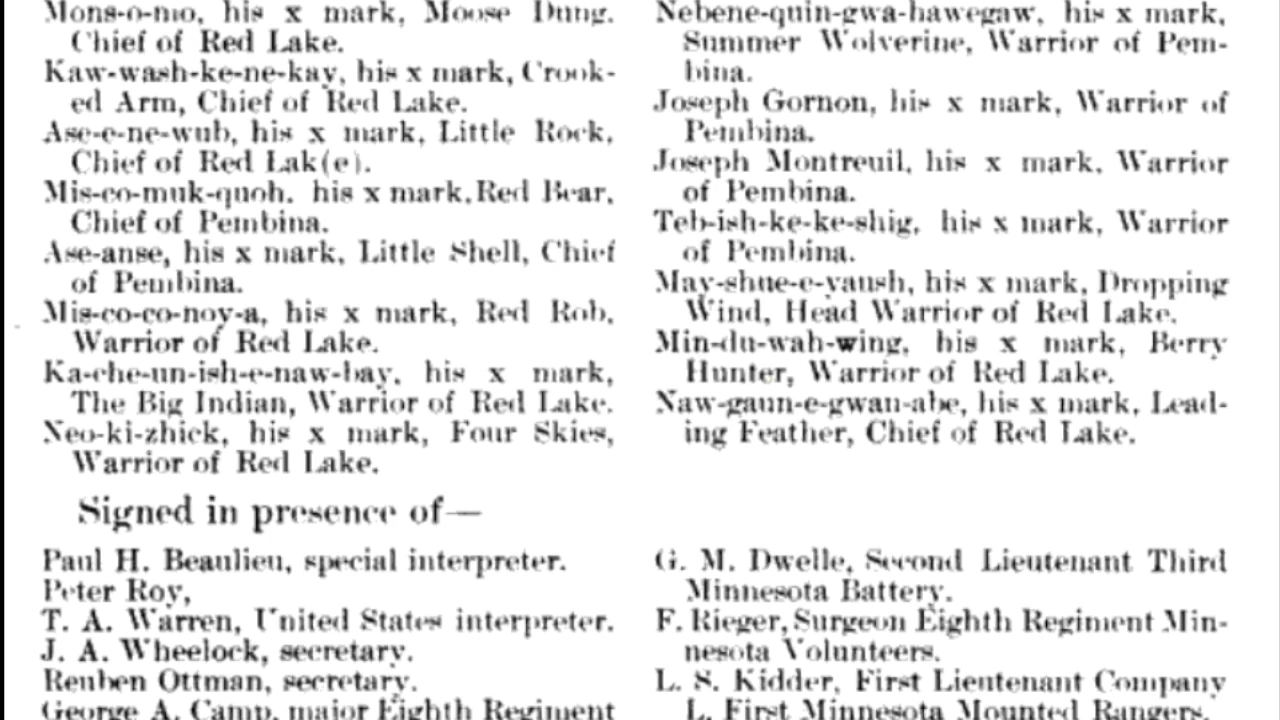 Mons-o-mo, his x mark, Moose Dung,
Chief of Red Lake.
Kaw-wash-ke-ne-kay, his x mark, Crook-
ed Arm, Chief of Red Lake.
Ase-e-ne-wub, his x mark, Little Rock,
Chief of Red Lak(e).
Mis-co-muk-quoh, his x mark, Red Bear,
Chief of Pembina.
Ase-anse, his x mark, Little Shell, Chief
of Pembina.
Mis-co-co-noy-a, his x mark, Red Rob,
Warrior of Red Lake.
Ka-che-un-ish-e-naw-bay, his x mark,
The Big Indian, Warrior of Red Lake.
Neo-ki-zhick, his x mark, Four Skies,
Warrior of Red Lake.
Nebene-quin-gwa-hawegaw, his x mark,
Summer Wolverine, Warrior of Pem-
bina.
Joseph Gornon, his x mark, Warrior of
Pembina.
Joseph Montreuil, his x mark, Warrior
of Pembina.
Teb-ish-ke-ke-shig, his x mark, Warrior
of Pembina.
May-shue-e-yaush, his x mark, Dropping
Wind, Head Warrior of Red Lake.
Min-du-wah-wing, his x mark, Berry
Hunter, Warrior of Red Lake.
Naw-gaun-e-gwan-abe, his x mark, Lead-
ing Feather, Chief of Red Lake.
Signed in presence of—
Paul H. Beaulieu, special interpreter.
Peter Roy,
T. A. Warren, United States interpreter.
J. A. Wheelock, secretary.
Reuben Ottman, secretary.
George A. Camp, major Eighth Regiment
G. M. Dwelle, Second Lieutenant Third
Minnesota Battery.
F. Rieger, Surgeon Eighth Regiment Min-
nesota Volunteers.
L. S. Kidder, First Lieutenant Company
L, First Minnesota Mounted Rangers.